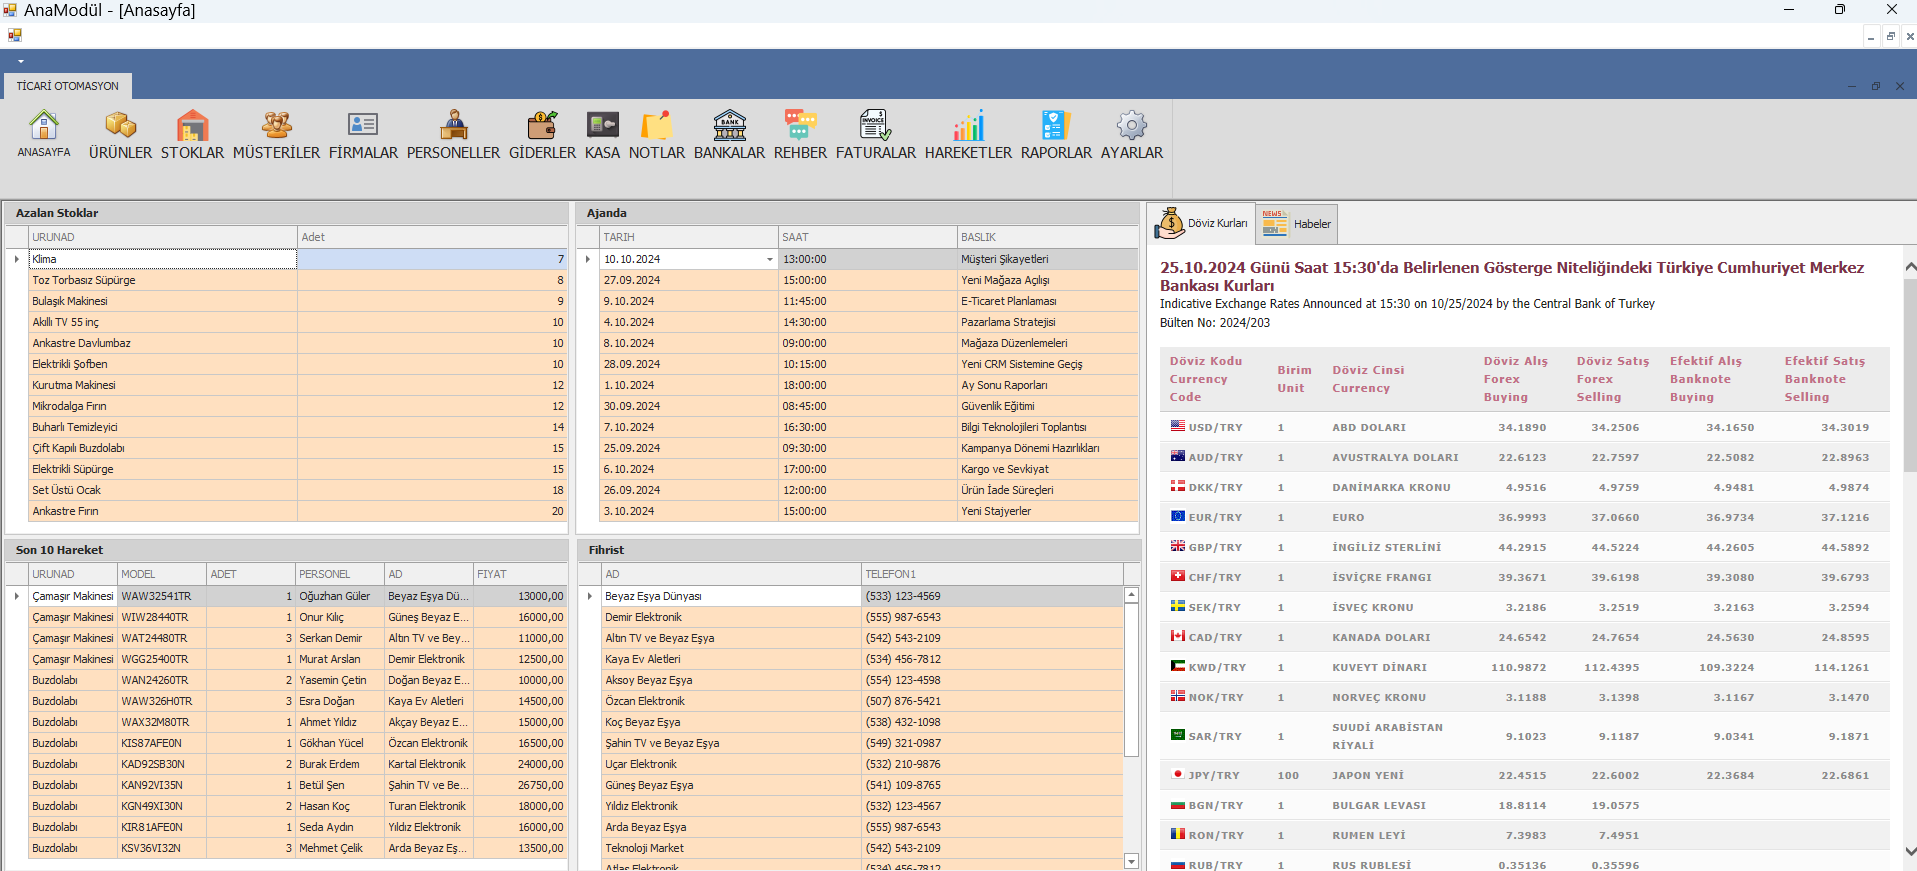 AnaModül - [Anasayfa]
TİCARİ OTOMASYON
ANASAYFA ÜRÜNLER STOKLAR MÜSTERİLER FİRMALAR PERSONELLER GİDERLER KASA NOTLAR BANKALAR REHBER FATURALAR HAREKETLER RAPORLAR AYARLAR
Azalan Stoklar
URUNAD Adet
Klima 7
Toz Torbasız Süpürge 8
Bulaşık Makinesi 9
Akıllı TV 55 inç 10
Ankastre Davlumbaz 10
Elektrikli Şofben 10
Kurutma Makinesi 12
Mikrodalga Fırın 12
Buharlı Temizleyici 14
Çift Kapılı Buzdolabı 15
Elektrikli Süpürge 15
Set Üstü Ocak 18
Ankastre Fırın 20
Ajanda
TARIH SAAT BASLIK
10.10.2024 13:00:00 Müşteri Şikayetleri
27.09.2024 15:00:00 Yeni Mağaza Açılışı
9.10.2024 11:45:00 E-Ticaret Planlaması
4.10.2024 14:30:00 Pazarlama Stratejisi
8.10.2024 09:00:00 Mağaza Düzenlemeleri
28.09.2024 10:15:00 Yeni CRM Sistemine Geçiş
1.10.2024 18:00:00 Ay Sonu Raporları
30.09.2024 08:45:00 Güvenlik Eğitimi
7.10.2024 16:30:00 Bilgi Teknolojileri Toplantısı
25.09.2024 09:30:00 Kampanya Dönemi Hazırlıkları
6.10.2024 17:00:00 Kargo ve Sevkiyat
26.09.2024 12:00:00 Ürün İade Süreçleri
3.10.2024 15:00:00 Yeni Stajyerler
Son 10 Hareket
URUNAD MODEL ADET PERSONEL AD FIYAT
Çamaşır Makinesi WAW32541TR 1 Oğuzhan Güler Beyaz Eşya Dü... 13000,00
Çamaşır Makinesi WIW28440TR 1 Onur Kılıç Güneş Beyaz E... 16000,00
Çamaşır Makinesi WAT24480TR 3 Serkan Demir Altın TV ve Bey... 11000,00
Çamaşır Makinesi WGG25400TR 1 Murat Arslan Demir Elektronik 12500,00
Buzdolabı WAN24260TR 2 Yasemin Çetin Doğan Beyaz E... 10000,00
Buzdolabı WAW326H0TR 3 Esra Doğan Kaya Ev Aletleri 14500,00
Buzdolabı WAX32M80TR 1 Ahmet Yıldız Akçay Beyaz E... 15000,00
Buzdolabı KIS87AFE0N 1 Gökhan Yücel Özcan Elektronik 16500,00
Buzdolabı KAD92SB30N 2 Burak Erdem Kartal Elektronik 24000,00
Buzdolabı KAN92VI35N 1 Betül Şen Şahin TV ve Be... 26750,00
Buzdolabı KGN49XI30N 2 Hasan Koç Turan Elektronik 18000,00
Buzdolabı KIR81AFE0N 1 Seda Aydın Yıldız Elektronik 16000,00
Buzdolabı KSV36VI32N 3 Mehmet Çelik Arda Beyaz Eş... 13500,00
Fihrist
AD TELEFON1
Beyaz Eşya Dünyası (533) 123-4569
Demir Elektronik (555) 987-6543
Altın TV ve Beyaz Eşya (542) 543-2109
Kaya Ev Aletleri (534) 456-7812
Aksoy Beyaz Eşya (554) 123-4598
Özcan Elektronik (507) 876-5421
Koç Beyaz Eşya (538) 432-1098
Şahin TV ve Beyaz Eşya (549) 321-0987
Uçar Elektronik (532) 210-9876
Güneş Beyaz Eşya (541) 109-8765
Yıldız Elektronik (532) 123-4567
Arda Beyaz Eşya (555) 987-6543
Teknoloji Market (542) 543-2109
Atlas Elektronik (534) 456-7812
Döviz Kurları NEWS Habeler
25.10.2024 Günü Saat 15:30'da Belirlenen Gösterge Niteliğindeki Türkiye Cumhuriyet Merkez
Bankası Kurları
Indicative Exchange Rates Announced at 15:30 on 10/25/2024 by the Central Bank of Turkey
Bülten No: 2024/203
Döviz Kodu Birim Döviz Cinsi Döviz Alış Döviz Satış Efektif Alış Efektif Satış
Currency Unit Currency Forex Forex Banknote Banknote
Code Buying Selling Buying Selling
USD/TRY 1 ABD DOLARI 34.1890 34.2506 34.1650 34.3019
AUD/TRY 1 AVUSTRALYA DOLARI 22.6123 22.7597 22.5082 22.8963
DKK/TRY 1 DANİMARKA KRONU 4.9516 4.9759 4.9481 4.9874
EUR/TRY 1 EURO 36.9993 37.0660 36.9734 37.1216
GBP/TRY 1 İNGİLİZ STERLİNİ 44.2915 44.5224 44.2605 44.5892
CHF/TRY 1 İSVİÇRE FRANGI 39.3671 39.6198 39.3080 39.6793
SEK/TRY 1 İSVEÇ KRONU 3.2186 3.2519 3.2163 3.2594
CAD/TRY 1 KANADA DOLARI 24.6542 24.7654 24.5630 24.8595
KWD/TRY 1 KUVEYT DİNARI 110.9872 112.4395 109.3224 114.1261
NOK/TRY 1 NORVEÇ KRONU 3.1188 3.1398 3.1167 3.1470
SAR/TRY 1 SUUDİ ARABİSTAN RİYALİ 9.1023 9.1187 9.0341 9.1871
JPY/TRY 100 JAPON YENİ 22.4515 22.6002 22.3684 22.6861
BGN/TRY 1 BULGAR LEVASI 18.8114 19.0575
RON/TRY 1 RUMEN LEYİ 7.3983 7.4951
RUB/TRY 1 RUS RUBLESİ 0.35136 0.35596